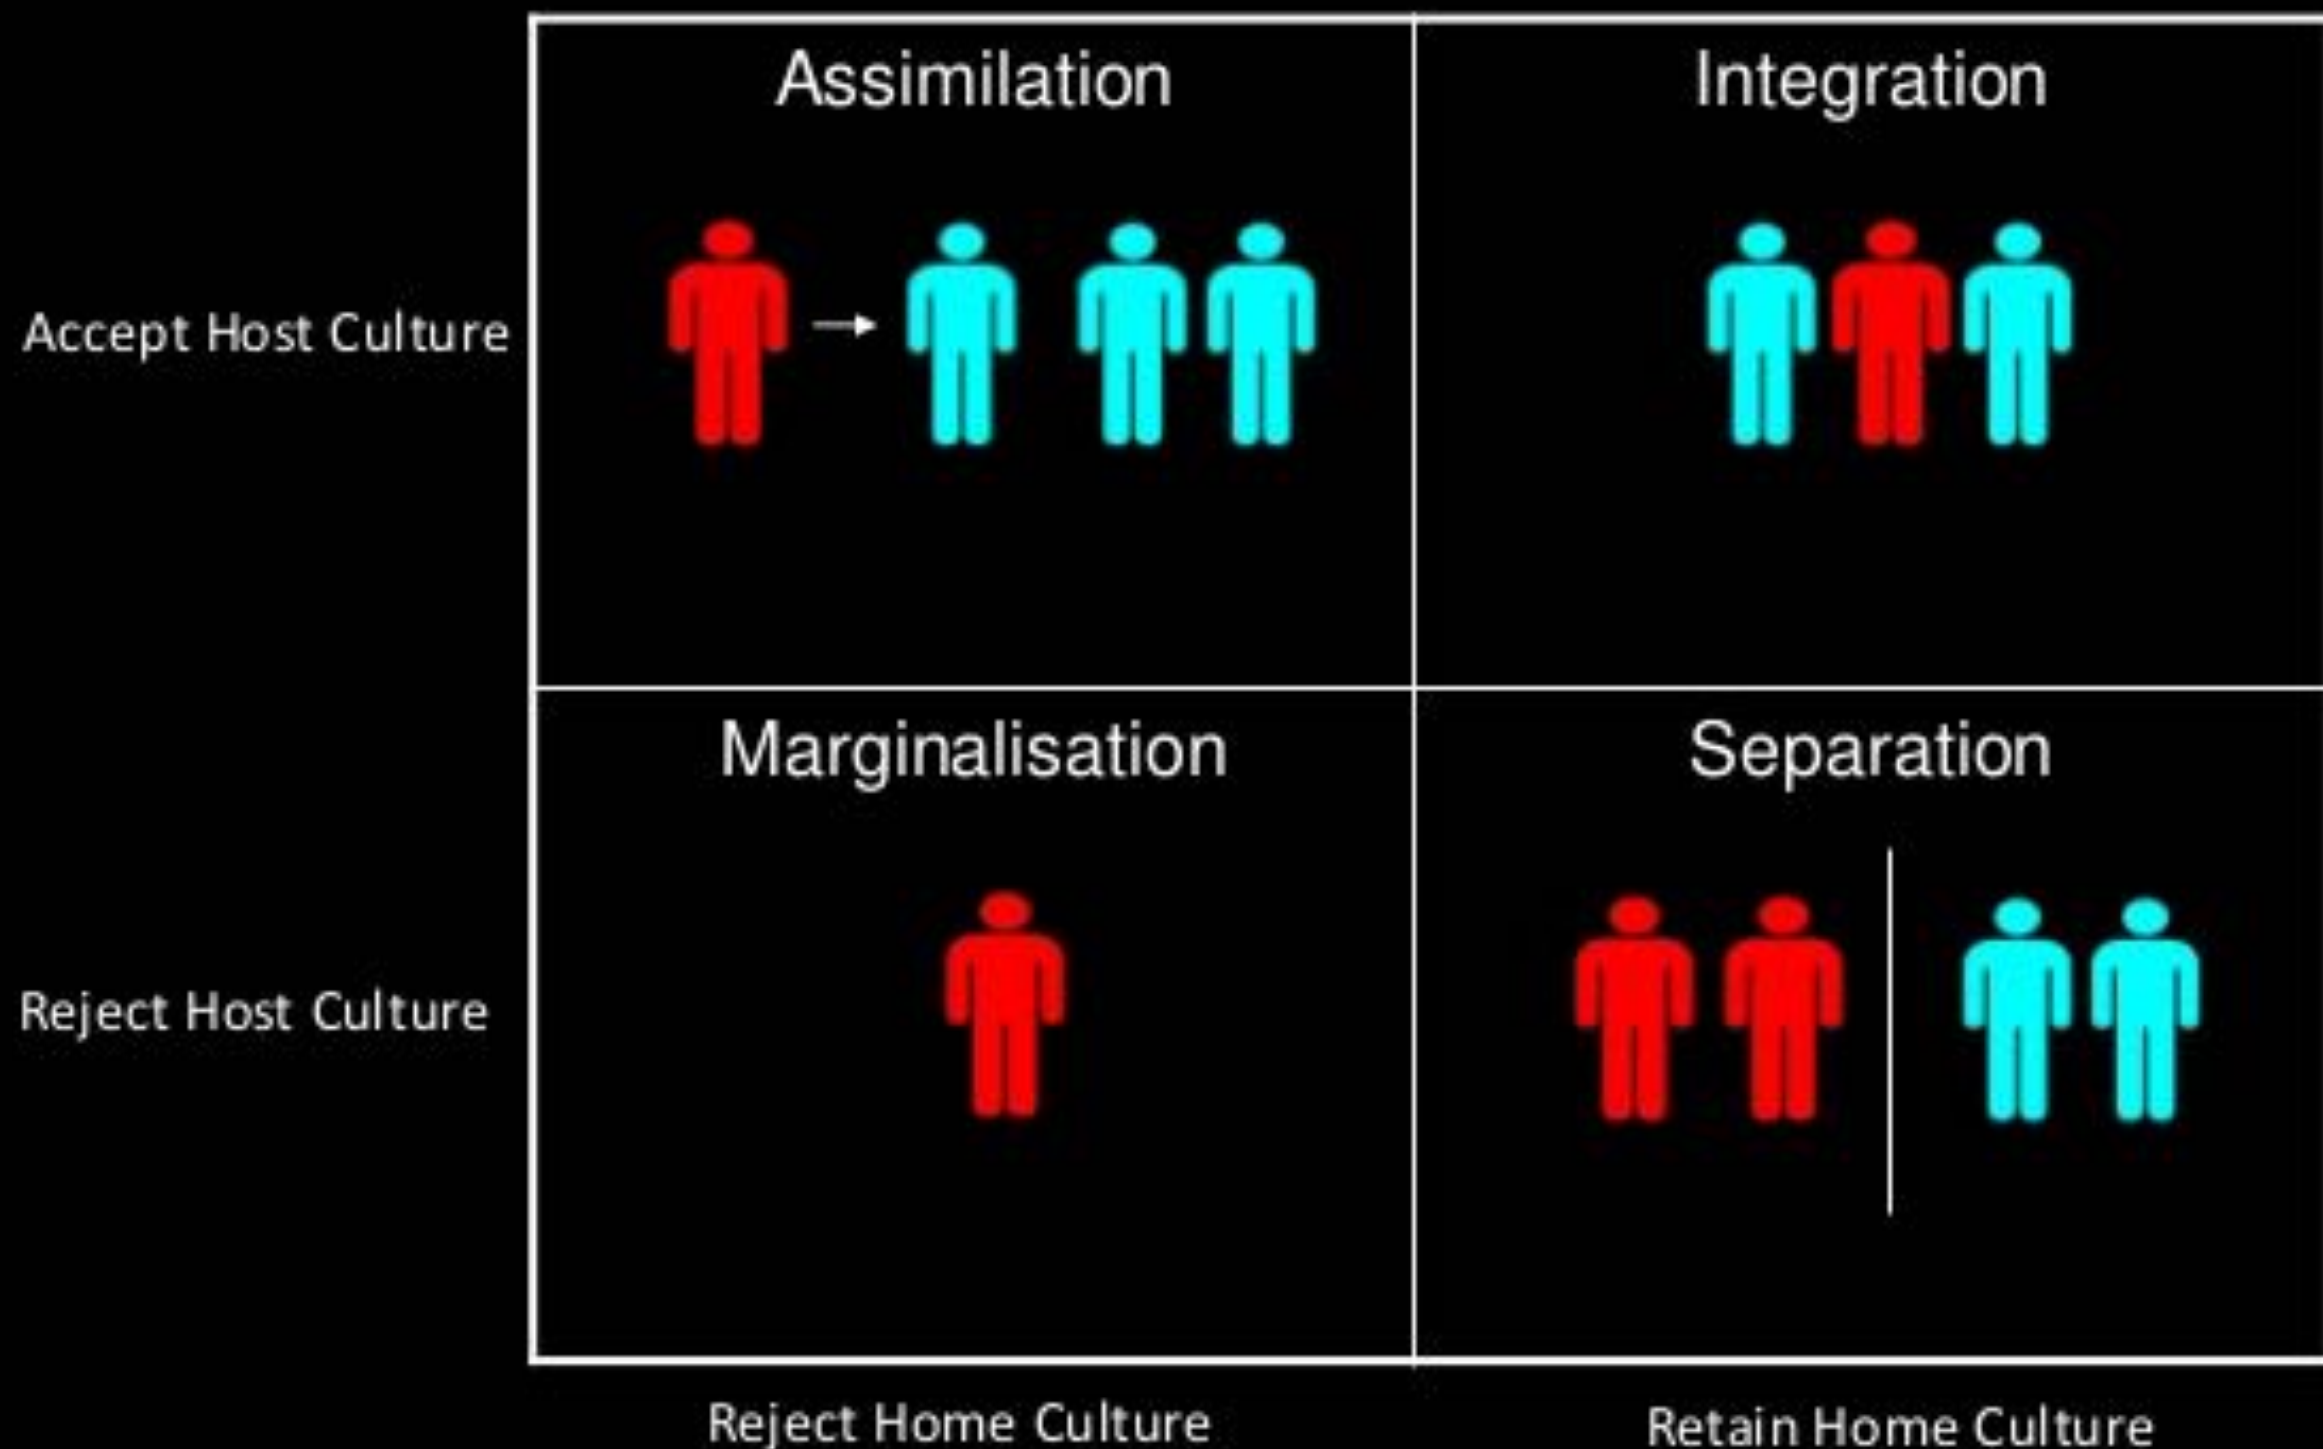 Assimilation
Integration
Accept Host Culture
Marginalisation
Separation
Reject Host Culture
Reject Home Culture
Retain Home Culture